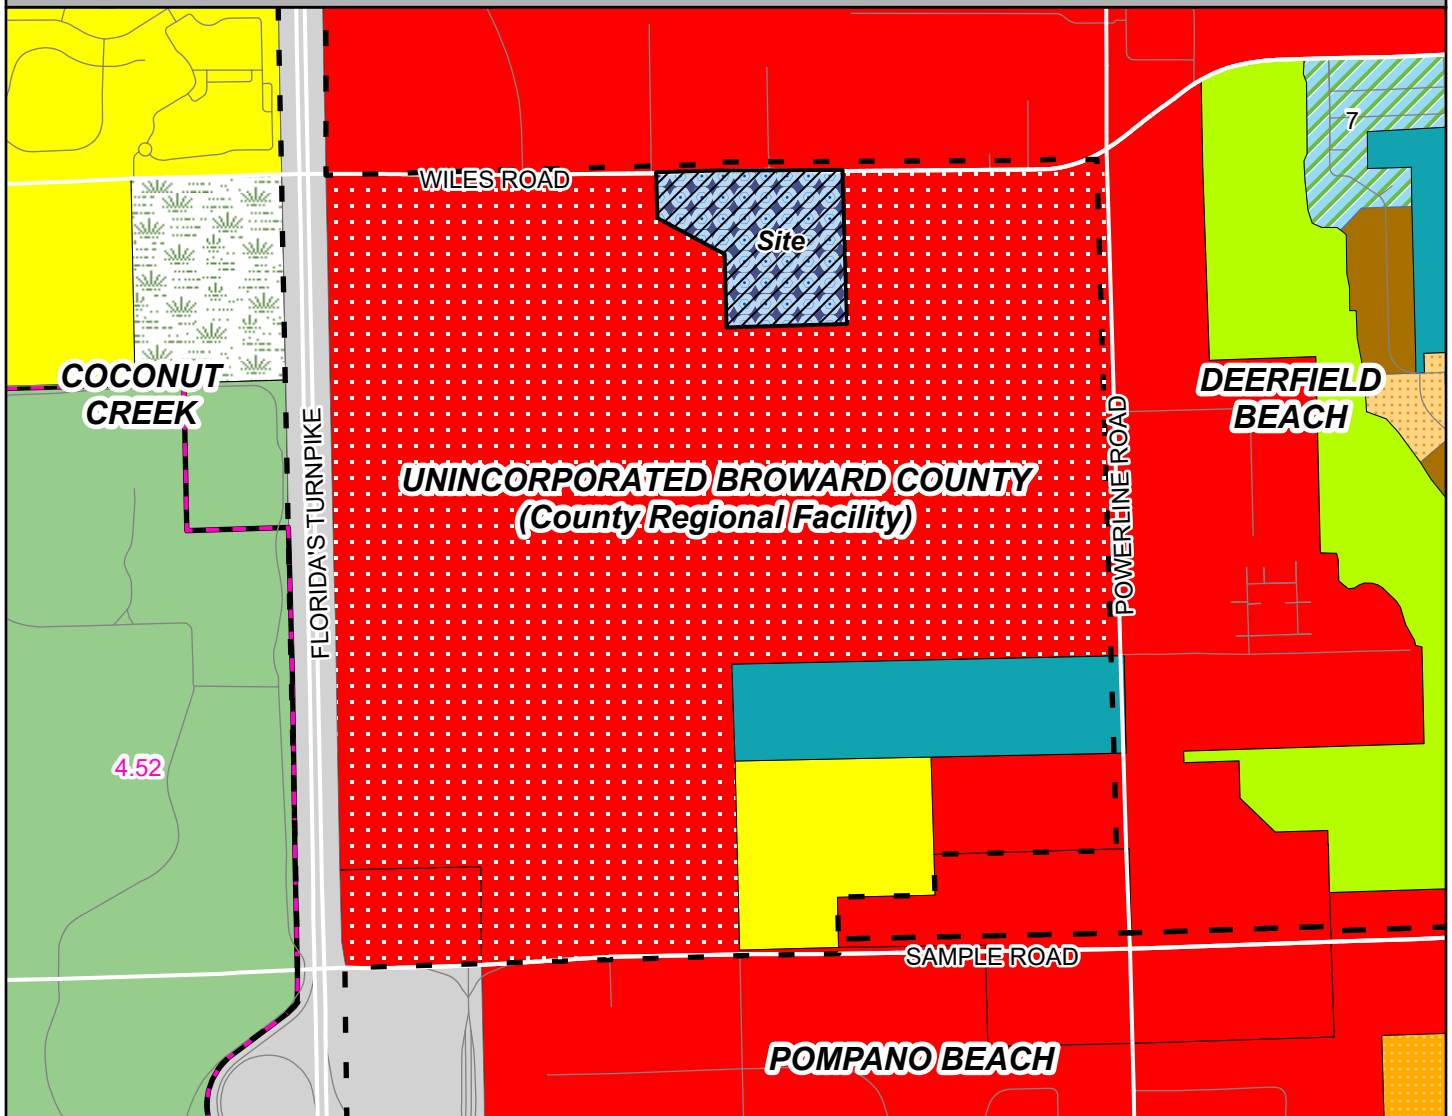 7
WILES ROAD
Site
COCONUT
CREEK
DEERFIELD
BEACH
FLORIDA'S TURNPIKE
POWERLINE ROAD
UNINCORPORATED BROWARD COUNTY
(County Regional Facility)
4.52
SAMPLE ROAD
POMPANO BEACH